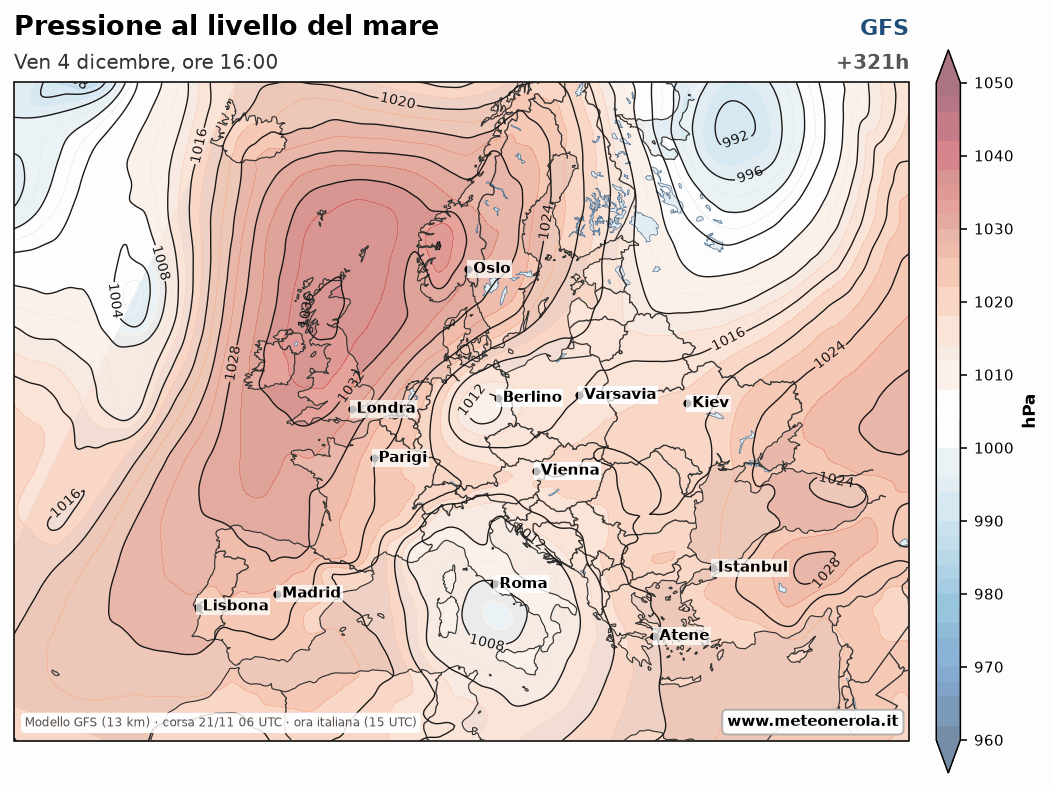 Pressione al livello del mare
GFS
Ven 4 dicembre, ore 16:00
+321h
1020
1016
992
996
1024
1008
1004
Oslo
1036
1028
1032
1016
1024
1012
Londra
Berlino
Varsavia
Kiev
Parigi
Vienna
1016
1024
1012
Istanbul
1028
Roma
Madrid
Lisbona
Atene
1008
Modello GFS (13 km) · corsa 21/11 06 UTC · ora italiana (15 UTC)
www.meteonerola.it
1050
1040
1030
1020
1010
1000
990
980
970
960
hPa